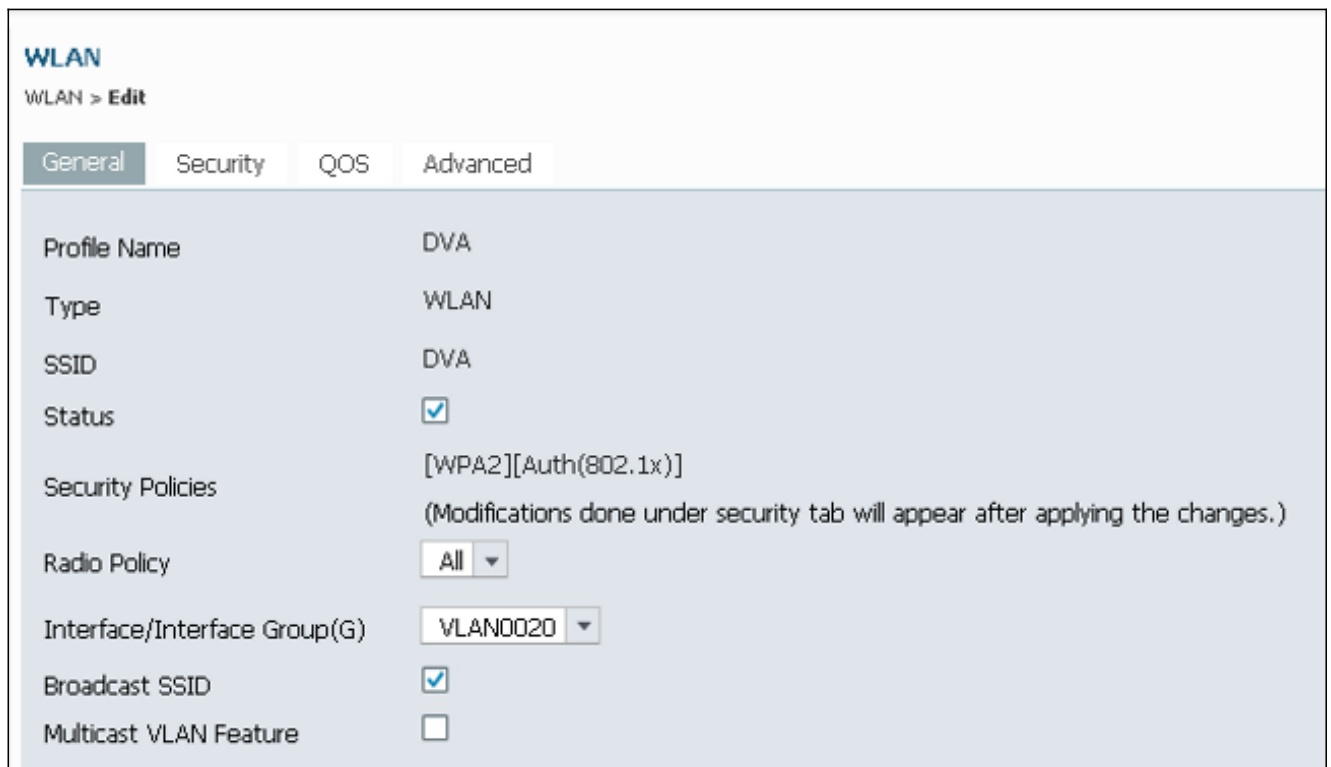 WLAN
WLAN > Edit
General Security QOS Advanced
Profile Name DVA
Type WLAN
SSID DVA
Status
Security Policies [WPA2][Auth(802.1x)]
(Modifications done under security tab will appear after applying the changes.)
Radio Policy All
Interface/Interface Group(G) VLAN0020
Broadcast SSID
Multicast VLAN Feature